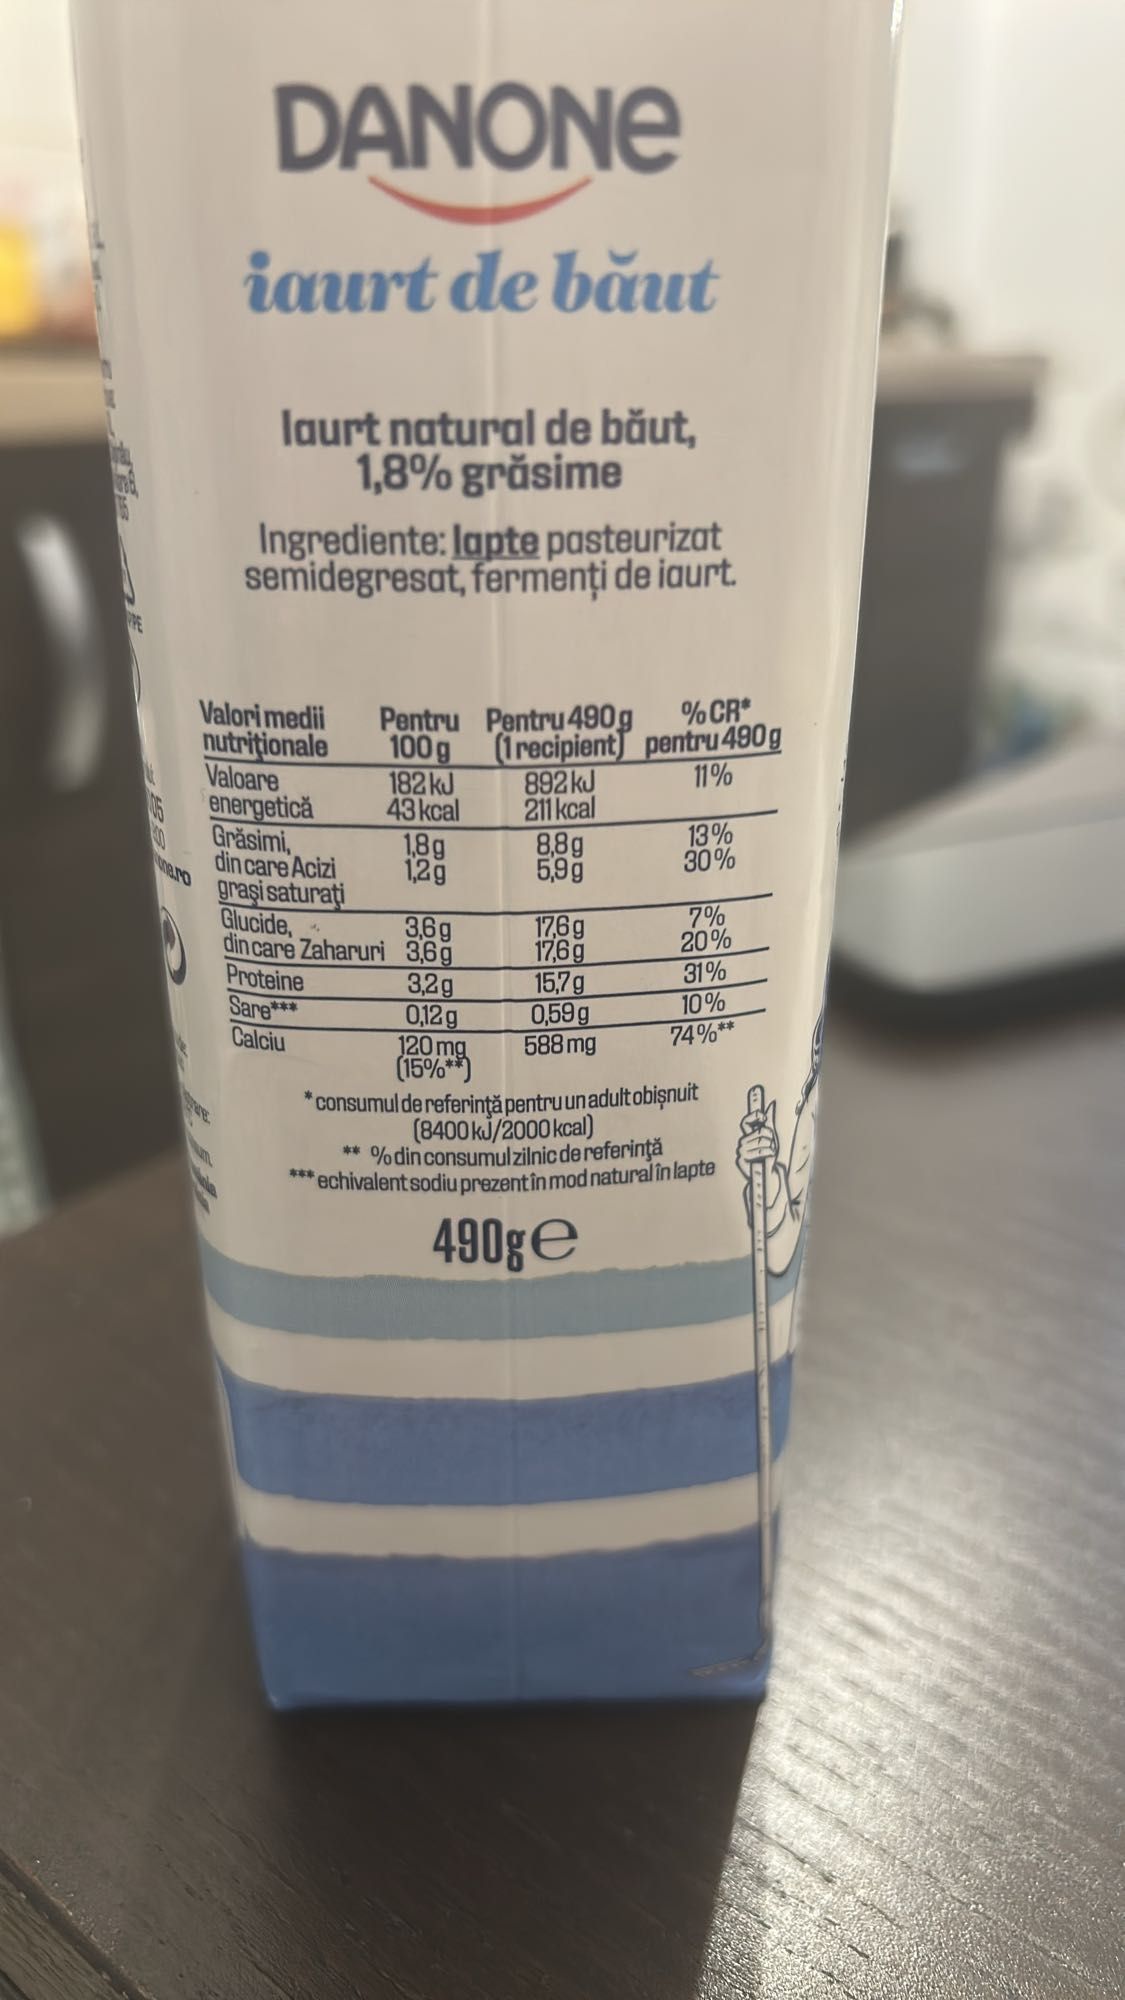 DANONe
iaurt de băut
Iaurt natural de băut,
1,8% grăsime
Ingrediente: lapte pasteurizat
semidegresat, fermenți de iaurt.
Valori medii nutriționale Pentru 100 g Pentru 490 g (1 recipient) % CR* pentru 490 g
Valoare energetică 182 kJ 43 kcal 892 kJ 211 kcal 11%
Grăsimi, 1,8 g 8,8 g 13%
din care Acizi grași saturați 1,2 g 5,9 g 30%
Glucide, 3,6 g 17,6 g 7%
din care Zaharuri 3,6 g 17,6 g 20%
Proteine 3,2 g 15,7 g 31%
Sare*** 0,12 g 0,59 g 10%
Calciu 120 mg (15%**) 588 mg 74%**
*consumul de referință pentru un adult obișnuit
(8400 kJ/2000 kcal)
** % din consumul zilnic de referință
*** echivalent sodiu prezent în mod natural în lapte
490g e